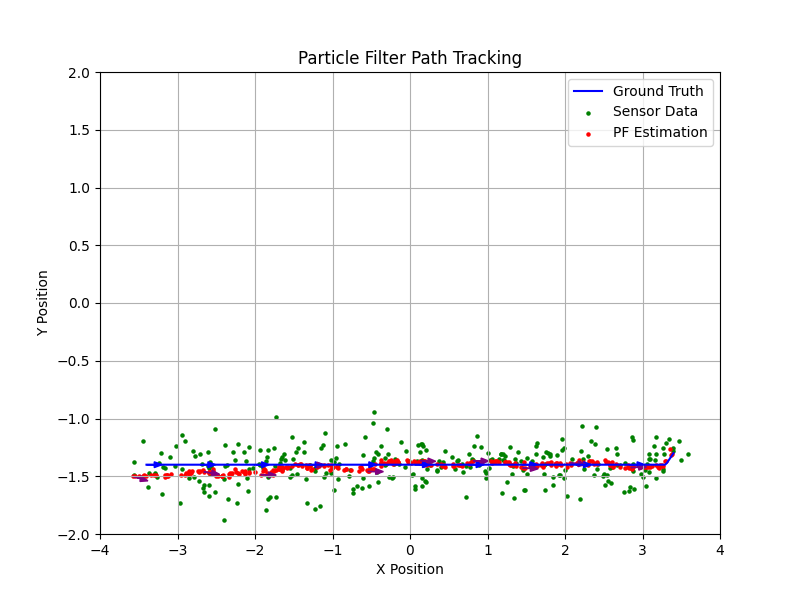 Particle Filter Path Tracking
Ground Truth
Sensor Data
PF Estimation
2.0
1.5
1.0
0.5
0.0
−0.5
−1.0
−1.5
−2.0
Y Position
−4 −3 −2 −1 0 1 2 3 4
X Position